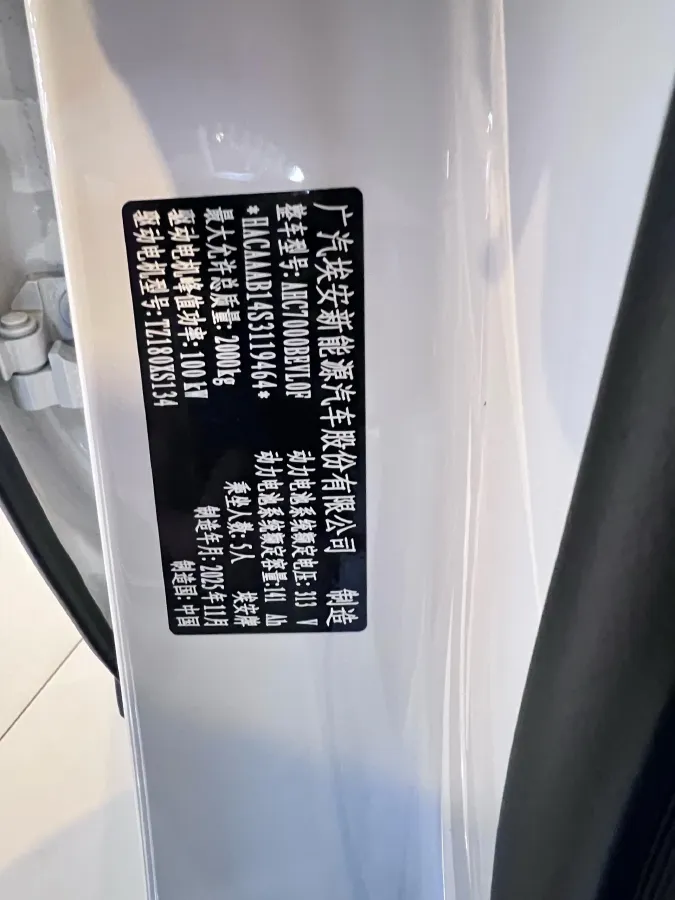 广汽埃安新能源汽车股份有限公司 制造
整车型号: AHC7000BEVL0F 动力电池系统额定电压: 313 V
*HACAAAB14S3119464* 动力电池系统额定容量: 141 Ah
最大允许总质量: 2000kg 乘坐人数: 5人 埃安牌
驱动电机峰值功率: 100 kW 制造年月: 2025年11月
驱动电机型号: TZ180XS134 制造国: 中国